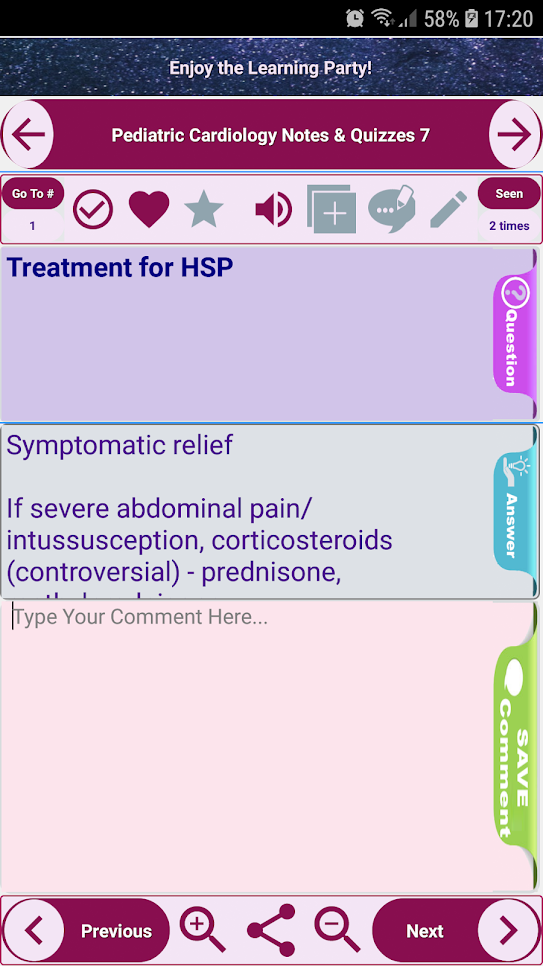 58% 17:20
Enjoy the Learning Party!
Pediatric Cardiology Notes & Quizzes 7
Go To #
1
Seen
2 times
Treatment for HSP
Question
Symptomatic relief
If severe abdominal pain/
intussusception, corticosteroids
(controversial) - prednisone,
Answer
Type Your Comment Here...
SAVE
Comment
Previous
Next